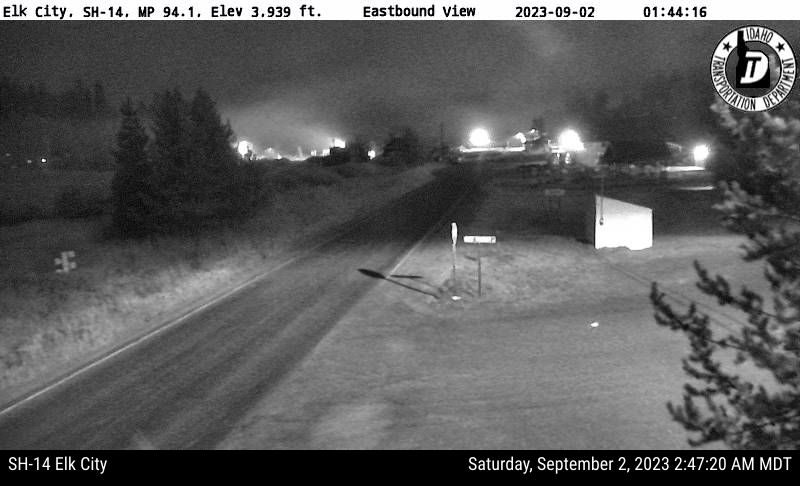 Elk City, SH-14, MP 94.1, Elev 3,939 ft. Eastbound View 2023-09-02 01:44:16
IDAHO
TRANSPORTATION DEPARTMENT
SH-14 Elk City
Saturday, September 2, 2023 2:47:20 AM MDT